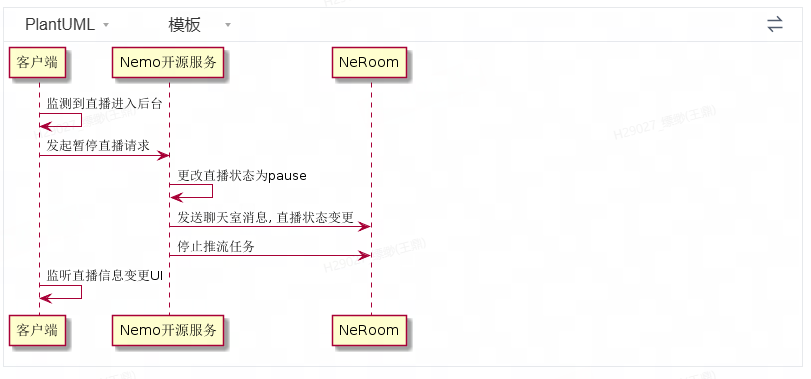 PlantUML 模板
客户端 Nemo开源服务 NeRoom
监测到直播进入后台
发起暂停直播请求
更改直播状态为pause
发送聊天室消息, 直播状态变更
停止推流任务
监听直播信息变更UI
客户端 Nemo开源服务 NeRoom